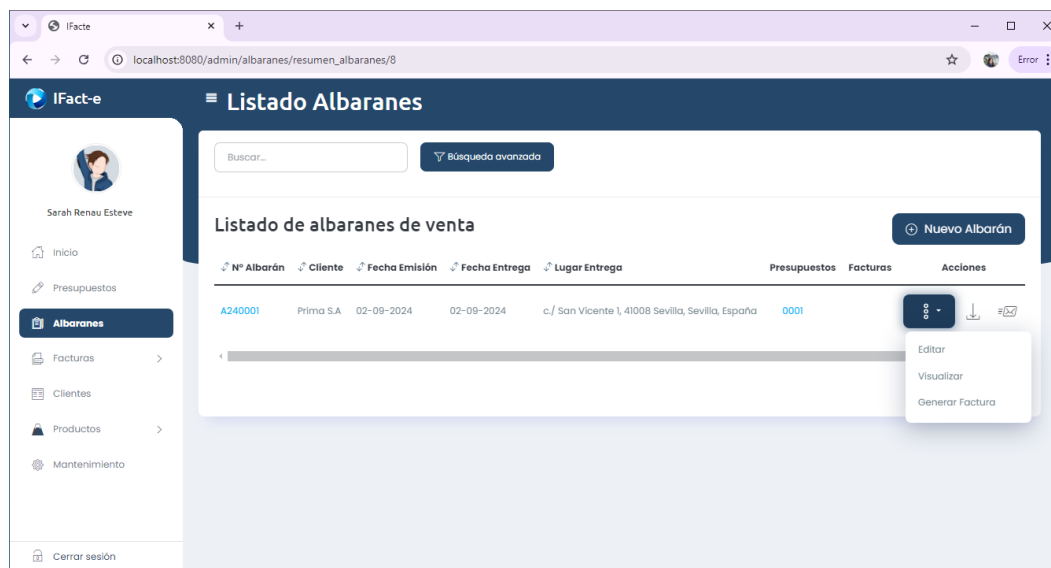 IFacte
localhost:8080/admin/albaranes/resumen_albaranes/8
Error
IFact-e
Listado Albaranes
Buscar...
Búsqueda avanzada
Sarah Renau Esteve
Listado de albaranes de venta
Nuevo Albarán
Inicio
Nº Albarán Cliente Fecha Emisión Fecha Entrega Lugar Entrega Presupuestos Facturas Acciones
Presupuestos
A240001 Prima S.A 02-09-2024 02-09-2024 c./ San Vicente 1, 41008 Sevilla, Sevilla, España 0001
Albaranes
Editar
Facturas
Visualizar
Clientes
Generar Factura
Productos
Mantenimiento
Cerrar sesión